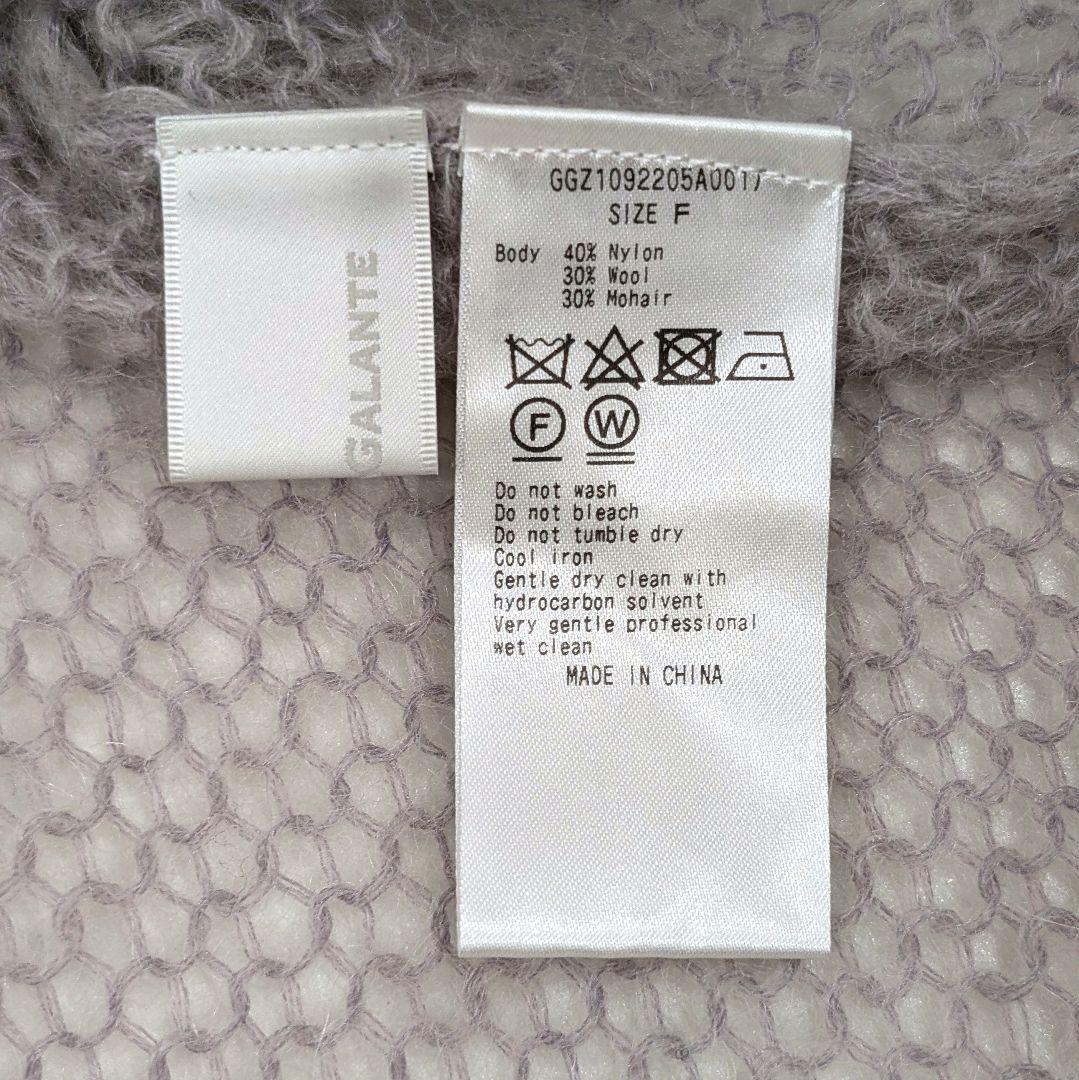 GALANTE
GGZ1092205A0017
SIZE F
Body 40% Nylon
30% Wool
30% Mohair
F W
Do not wash
Do not bleach
Do not tumble dry
Cool iron
Gentle dry clean with
hydrocarbon solvent
Very gentle professional
wet clean
MADE IN CHINA